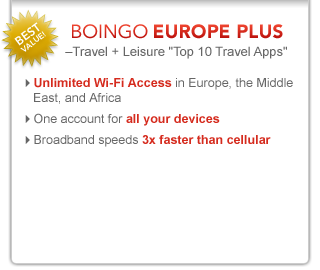 BEST
VALUE!
BOINGO EUROPE PLUS
–Travel + Leisure "Top 10 Travel Apps"
Unlimited Wi-Fi Access in Europe, the Middle
East, and Africa
One account for all your devices
Broadband speeds 3x faster than cellular